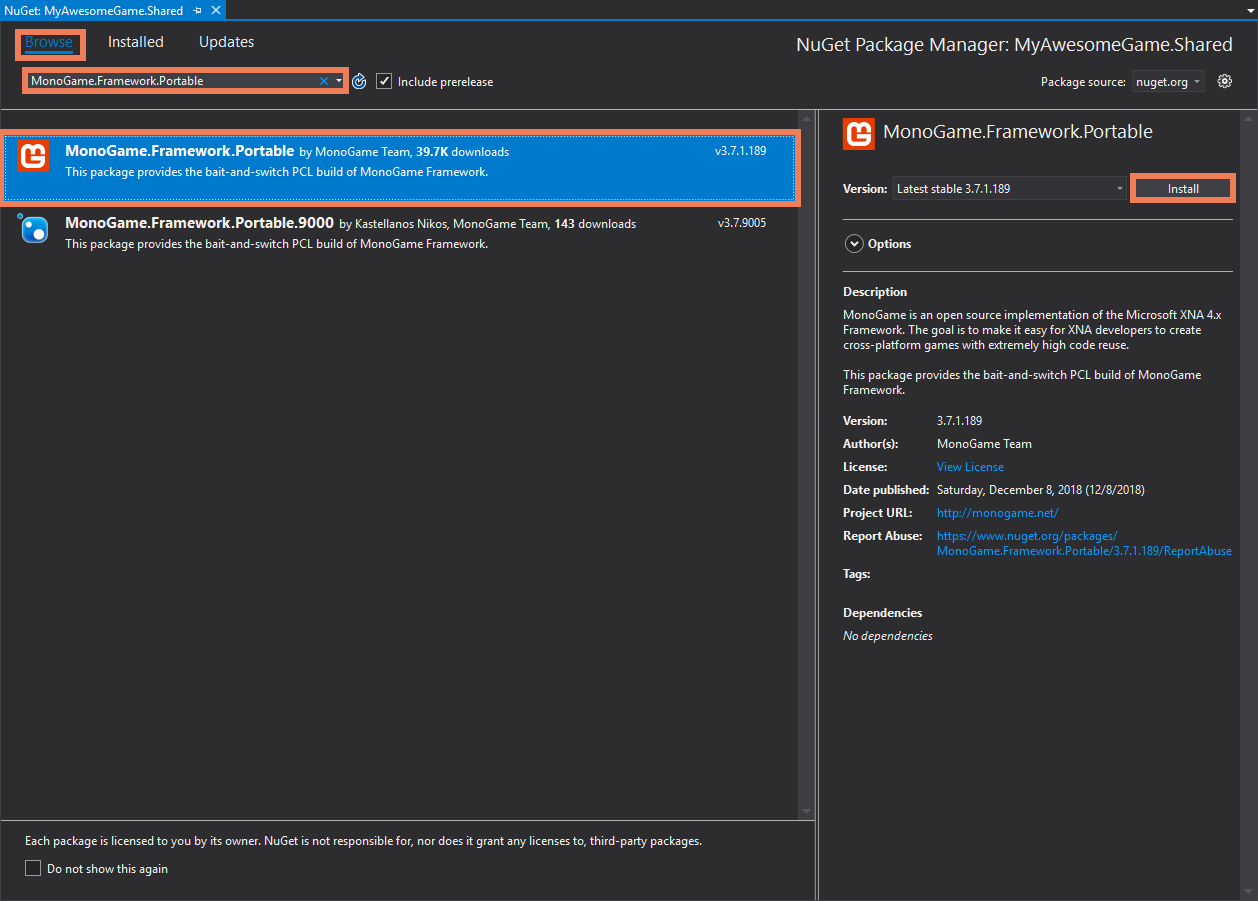 NuGet: MyAwesomeGame.Shared
Browse Installed Updates
NuGet Package Manager: MyAwesomeGame.Shared
MonoGame.Framework.Portable
Include prerelease
Package source: nuget.org
MonoGame.Framework.Portable by MonoGame Team, 39.7K downloads v3.7.1.189
This package provides the bait-and-switch PCL build of MonoGame Framework.
MonoGame.Framework.Portable.9000 by Kastellanos Nikos, MonoGame Team, 143 downloads v3.7.9005
This package provides the bait-and-switch PCL build of MonoGame Framework.
Each package is licensed to you by its owner. NuGet is not responsible for, nor does it grant any licenses to, third-party packages.
Do not show this again
MonoGame.Framework.Portable
Version: Latest stable 3.7.1.189 Install
Options
Description
MonoGame is an open source implementation of the Microsoft XNA 4.x
Framework. The goal is to make it easy for XNA developers to create
cross-platform games with extremely high code reuse.
This package provides the bait-and-switch PCL build of MonoGame
Framework.
Version: 3.7.1.189
Author(s): MonoGame Team
License: View License
Date published: Saturday, December 8, 2018 (12/8/2018)
Project URL: http://monogame.net/
Report Abuse: https://www.nuget.org/packages/
MonoGame.Framework.Portable/3.7.1.189/ReportAbuse
Tags:
Dependencies
No dependencies